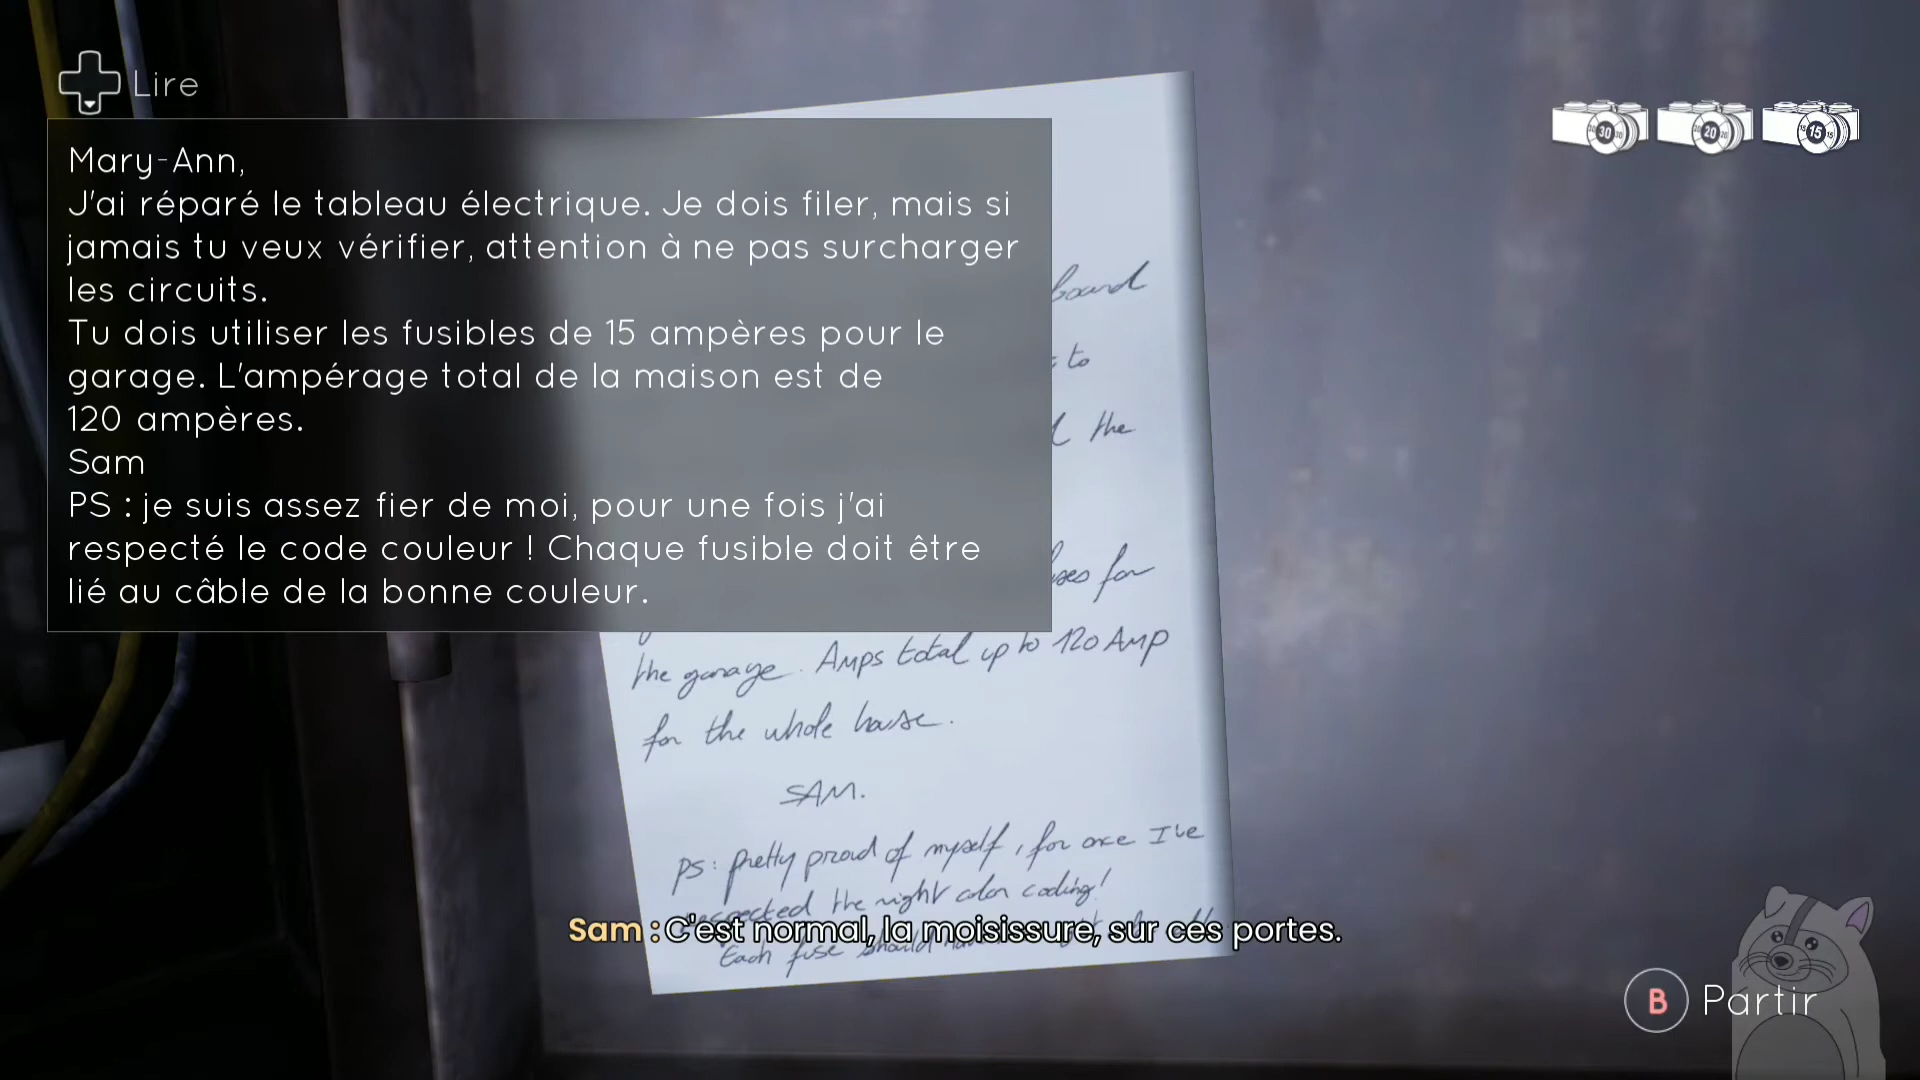 Lire
30 20 15
Mary-Ann,
J'ai réparé le tableau électrique. Je dois filer, mais si
jamais tu veux vérifier, attention à ne pas surcharger
les circuits.
Tu dois utiliser les fusibles de 15 ampères pour le
garage. L'ampérage total de la maison est de
120 ampères.
Sam
PS : je suis assez fier de moi, pour une fois j'ai
respecté le code couleur ! Chaque fusible doit être
lié au câble de la bonne couleur.
board
to
the
for
the garage. Amps total up to 120 Amp
for the whole house.
SAM.
PS: pretty proud of myself, for once I've
respected the right color coding!
Each fuse should
Sam : C'est normal, la moisissure, sur ces portes.
B Partir